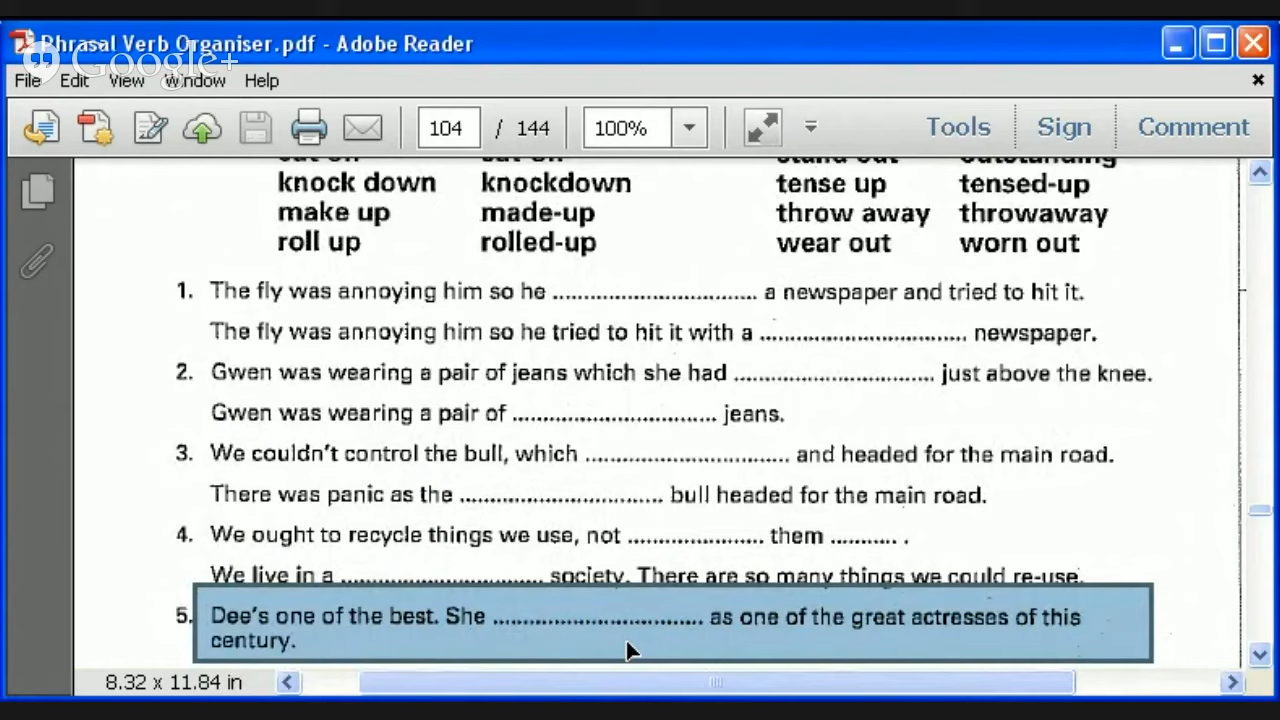 Phrasal Verb Organiser.pdf - Adobe Reader
Google+
File Edit View Window Help
104 / 144 100% Tools Sign Comment
cut off cut-off stand out outstanding
knock down knockdown tense up tensed-up
make up made-up throw away throwaway
roll up rolled-up wear out worn out
1. The fly was annoying him so he .............................. a newspaper and tried to hit it.
The fly was annoying him so he tried to hit it with a .............................. newspaper.
2. Gwen was wearing a pair of jeans which she had .............................. just above the knee.
Gwen was wearing a pair of .............................. jeans.
3. We couldn't control the bull, which .............................. and headed for the main road.
There was panic as the .............................. bull headed for the main road.
4. We ought to recycle things we use, not .................... them .......... .
We live in a .............................. society. There are so many things we could re-use.
5. Dee's one of the best. She .............................. as one of the great actresses of this
century.
8.32 x 11.84 in